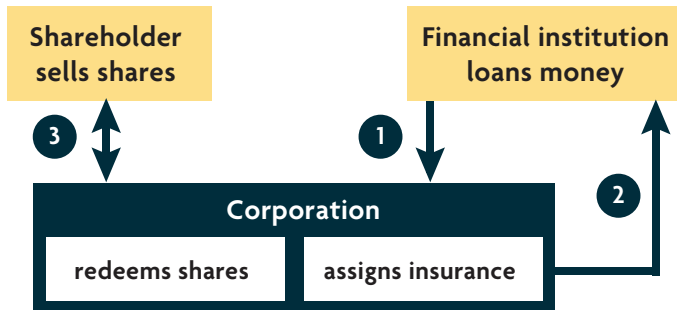 Shareholder
sells shares
Financial institution
loans money
3
1
2
Corporation
redeems shares
assigns insurance